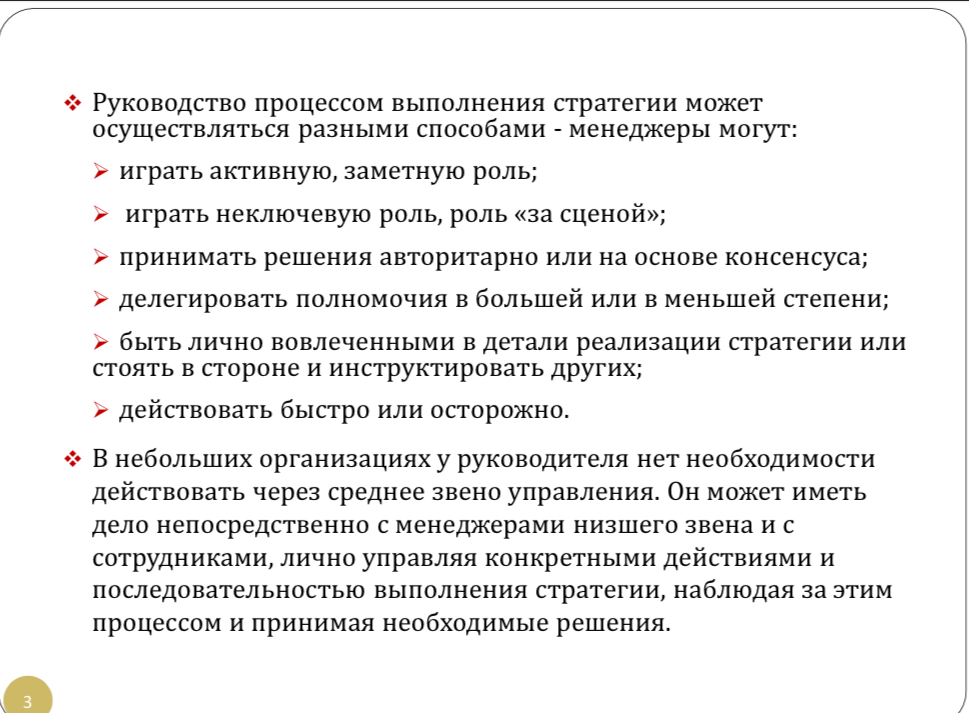 Руководство процессом выполнения стратегии может
осуществляться разными способами - менеджеры могут:
играть активную, заметную роль;
играть неключевую роль, роль «за сценой»;
принимать решения авторитарно или на основе консенсуса;
делегировать полномочия в большей или в меньшей степени;
быть лично вовлеченными в детали реализации стратегии или
стоять в стороне и инструктировать других;
действовать быстро или осторожно.
В небольших организациях у руководителя нет необходимости
действовать через среднее звено управления. Он может иметь
дело непосредственно с менеджерами низшего звена и с
сотрудниками, лично управляя конкретными действиями и
последовательностью выполнения стратегии, наблюдая за этим
процессом и принимая необходимые решения.
3